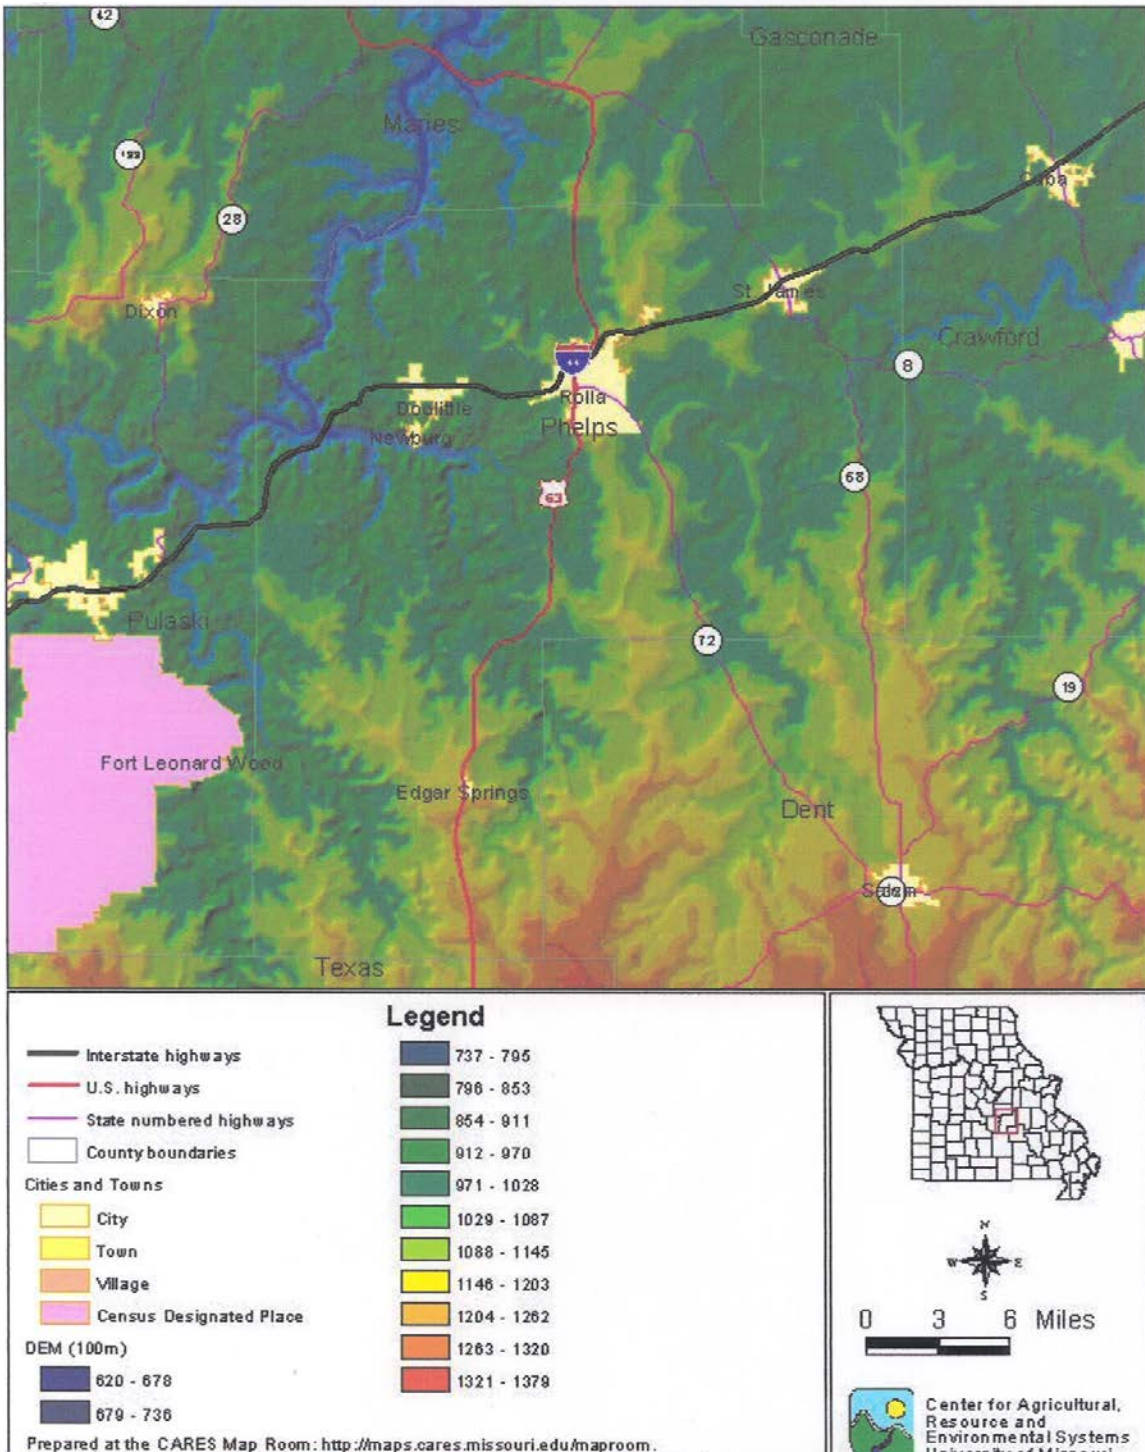 42
Gasconade
Maries
133
28
Cuba
St. James
Dixon
Crawford
8
44
Rolla
Doolittle
Phelps
Newburg
68
63
Pulaski
72
19
Fort Leonard Wood
Edgar Springs
Dent
Salem
Texas
Legend
Interstate highways
U.S. highways
State numbered highways
County boundaries
Cities and Towns
City
Town
Village
Census Designated Place
DEM (100m)
620 - 678
679 - 736
737 - 795
796 - 853
854 - 911
912 - 970
971 - 1028
1029 - 1087
1088 - 1145
1146 - 1203
1204 - 1262
1263 - 1320
1321 - 1379
N
W E
S
0 3 6 Miles
Center for Agricultural,
Resource and
Environmental Systems
University of Missouri
Prepared at the CARES Map Room: http://maps.cares.missouri.edu/maproom.